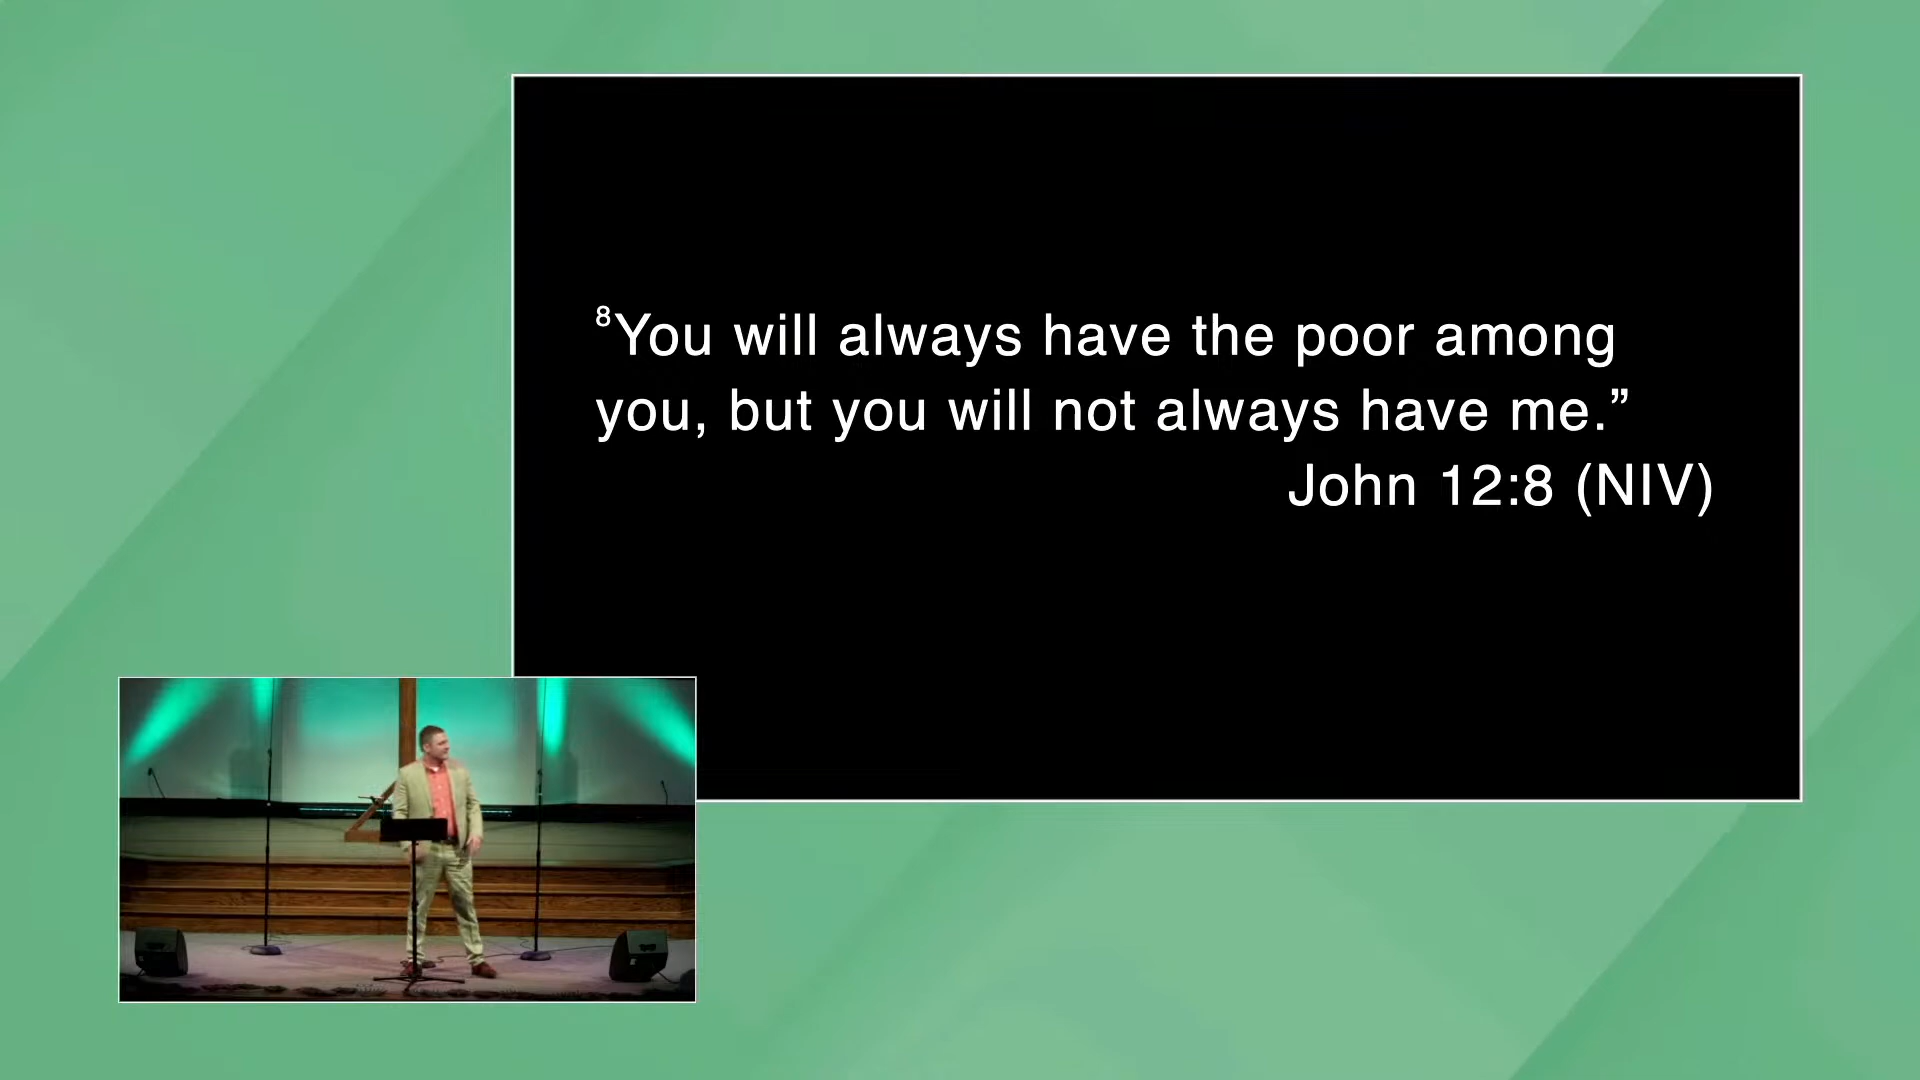 ⁸You will always have the poor among
you, but you will not always have me.”
John 12:8 (NIV)